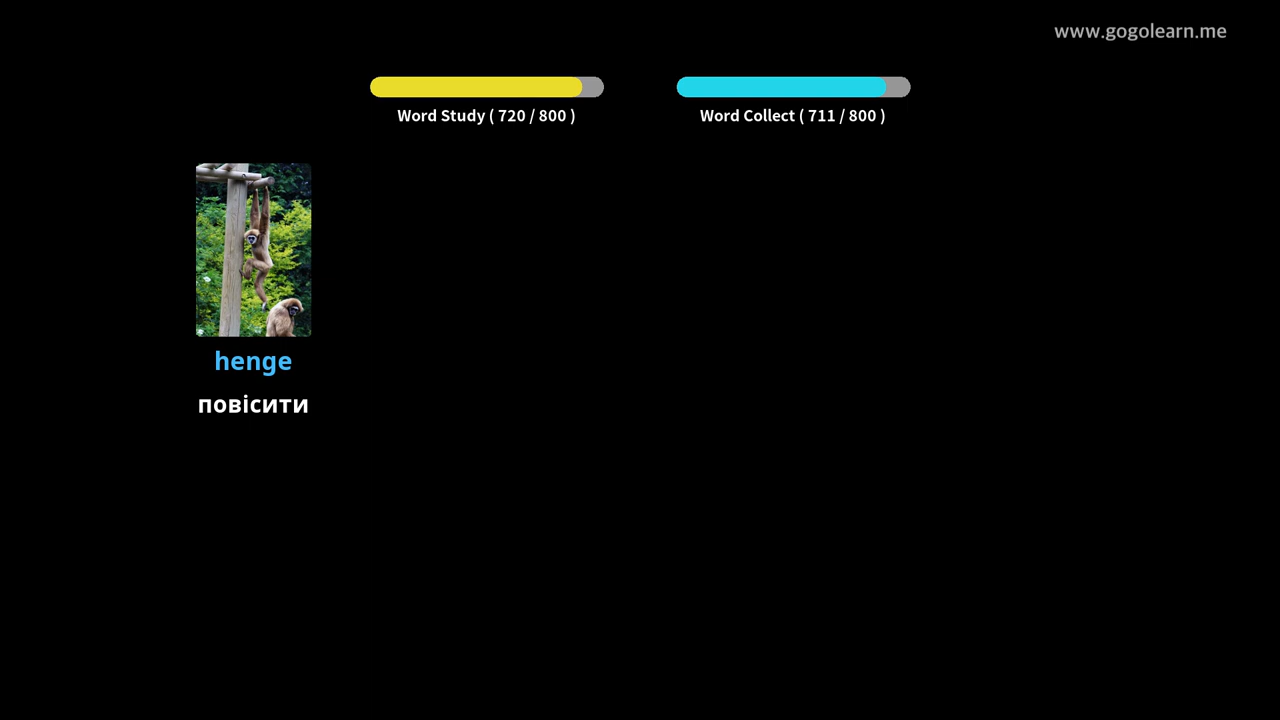 www.gogolearn.me
Word Study ( 720 / 800 )
Word Collect ( 711 / 800 )
henge
повісити